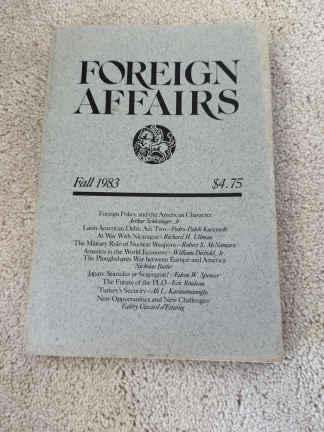 FOREIGN
AFFAIRS
Fall 1983 $4.75
Foreign Policy and the American Character
Arthur Schlesinger, Jr.
Latin American Debt: Act Two—Pedro-Pablo Kuczynski
At War With Nicaragua—Richard H. Ullman
The Military Role of Nuclear Weapons—Robert S. McNamara
America in the World Economy—William Diebold, Jr.
The Ploughshares War between Europe and America
Nicholas Butler
Japan: Stimulus or Scapegoat?—Edson W. Spencer
The Future of the PLO—Eric Rouleau
Turkey's Security—Ali L. Karaosmanoglu
New Opportunities and New Challenges
Valéry Giscard d'Estaing